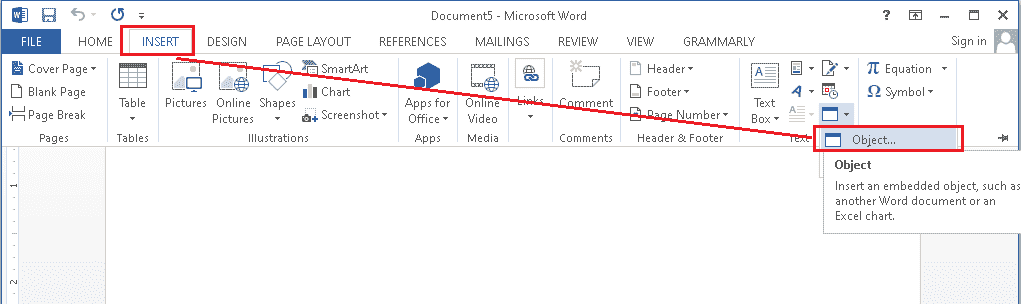 Document5 - Microsoft Word
FILE HOME INSERT DESIGN PAGE LAYOUT REFERENCES MAILINGS REVIEW VIEW GRAMMARLY Sign in
Cover Page
Blank Page
Page Break
Pages
Table
Tables
Pictures
Online
Pictures
Shapes
SmartArt
Chart
Screenshot
Illustrations
Apps for
Office
Apps
Online
Video
Media
Links
Comment
Comments
Header
Footer
Page Number
Header & Footer
Text
Box
Text
Equation
Symbol
Object...
Object
Insert an embedded object, such as
another Word document or an
Excel chart.
1
2